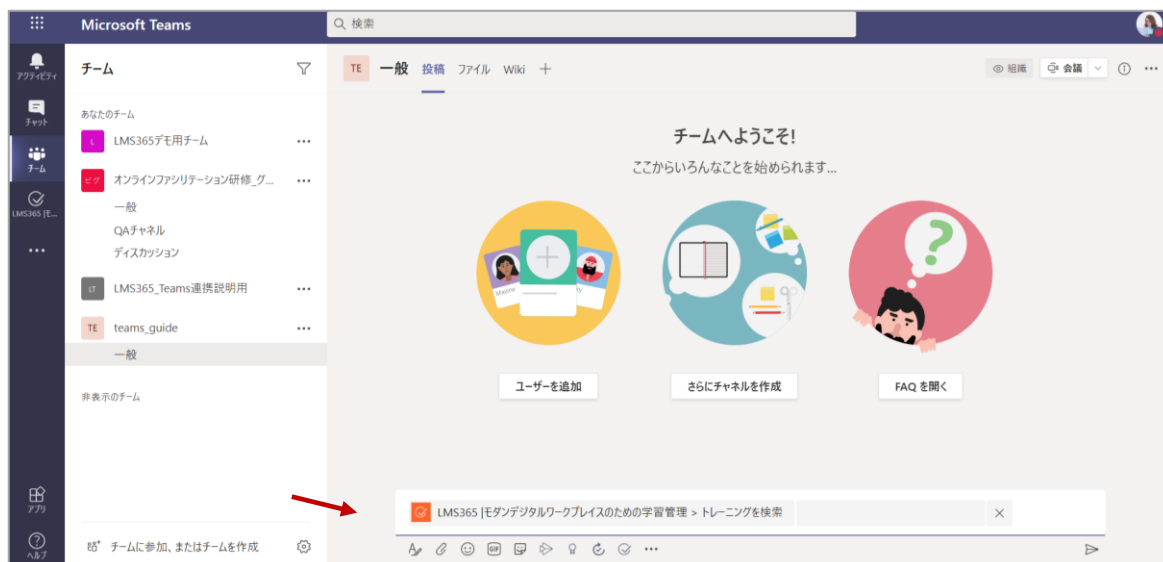 Microsoft Teams
検索
アクティビティ
チャット
チーム
LMS365 |モ...
アプリ
ヘルプ
チーム
あなたのチーム
L LMS365デモ用チーム
ピグ オンラインファシリテーション研修_グ...
一般
QAチャネル
ディスカッション
LT LMS365_Teams連携説明用
TE teams_guide
一般
非表示のチーム
チームに参加、またはチームを作成
TE 一般 投稿 ファイル Wiki
組織 会議
チームへようこそ!
ここからいろんなことを始められます...
Maxine
ユーザーを追加 さらにチャネルを作成 FAQ を開く
LMS365 |モダンデジタルワークプレイスのための学習管理 > トレーニングを検索
GIF